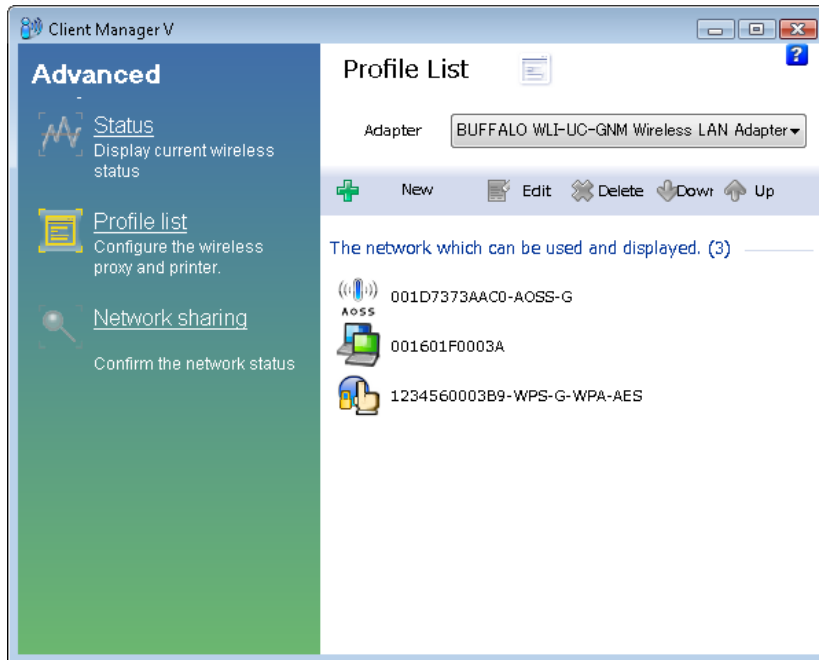 Client Manager V
Advanced
Status
Display current wireless
status
Profile list
Configure the wireless
proxy and printer.
Network sharing
Confirm the network status
Profile List
?
Adapter BUFFALO WLI-UC-GNM Wireless LAN Adapter
New Edit Delete Down Up
The network which can be used and displayed. (3)
AOSS 001D7373AAC0-AOSS-G
001601F0003A
1234560003B9-WPS-G-WPA-AES